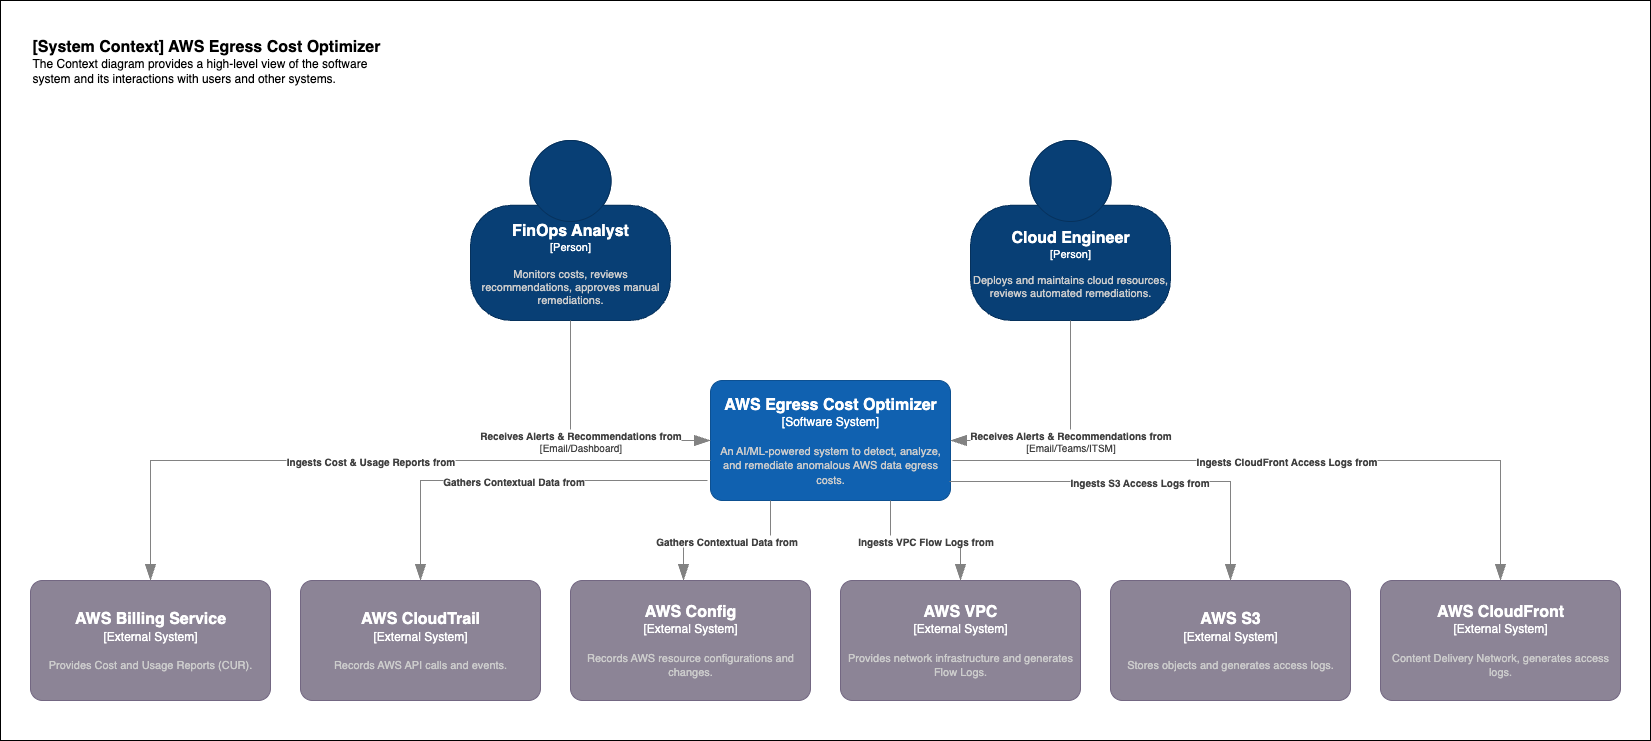 [System Context] AWS Egress Cost Optimizer
The Context diagram provides a high-level view of the software
system and its interactions with users and other systems.
FinOps Analyst
[Person]
Monitors costs, reviews
recommendations, approves manual
remediations.
Cloud Engineer
[Person]
Deploys and maintains cloud resources,
reviews automated remediations.
AWS Egress Cost Optimizer
[Software System]
An AI/ML-powered system to detect, analyze,
and remediate anomalous AWS data egress
costs.
Receives Alerts & Recommendations from
[Email/Dashboard]
Receives Alerts & Recommendations from
[Email/Teams/ITSM]
Ingests Cost & Usage Reports from
Ingests CloudFront Access Logs from
Gathers Contextual Data from
Ingests S3 Access Logs from
Gathers Contextual Data from
Ingests VPC Flow Logs from
AWS Billing Service
[External System]
Provides Cost and Usage Reports (CUR).
AWS CloudTrail
[External System]
Records AWS API calls and events.
AWS Config
[External System]
Records AWS resource configurations and
changes.
AWS VPC
[External System]
Provides network infrastructure and generates
Flow Logs.
AWS S3
[External System]
Stores objects and generates access logs.
AWS CloudFront
[External System]
Content Delivery Network, generates access
logs.